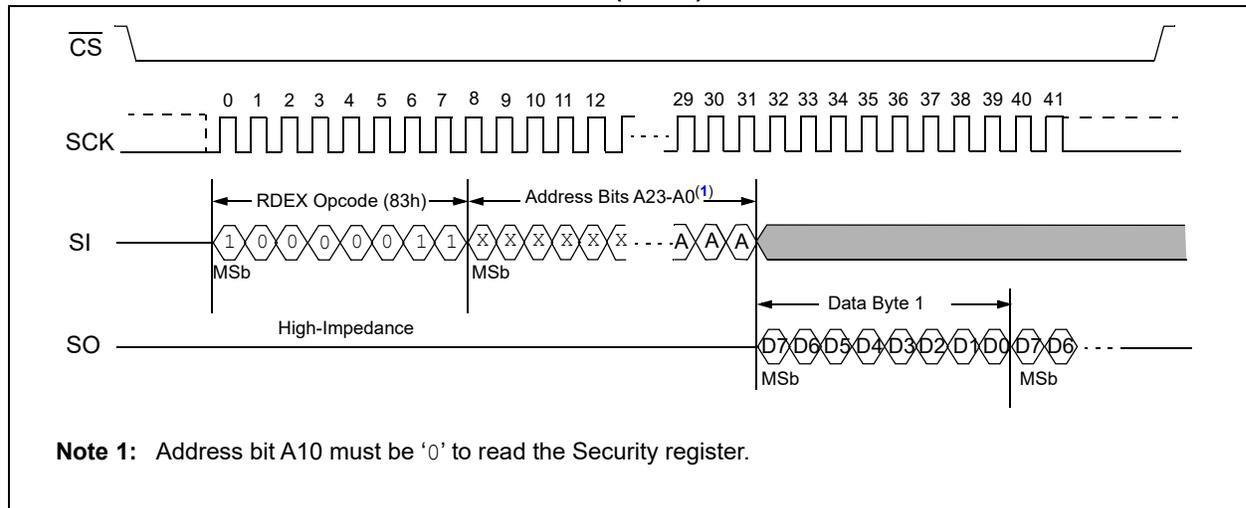 CS
0 1 2 3 4 5 6 7 8 9 10 11 12 29 30 31 32 33 34 35 36 37 38 39 40 41
SCK
RDEX Opcode (83h) Address Bits A23-A0(1)
SI 1 0 0 0 0 0 1 1 X X X X X X A A A
MSb MSb
Data Byte 1
High-Impedance
SO D7 D6 D5 D4 D3 D2 D1 D0 D7 D6
MSb MSb
Note 1: Address bit A10 must be ‘0’ to read the Security register.